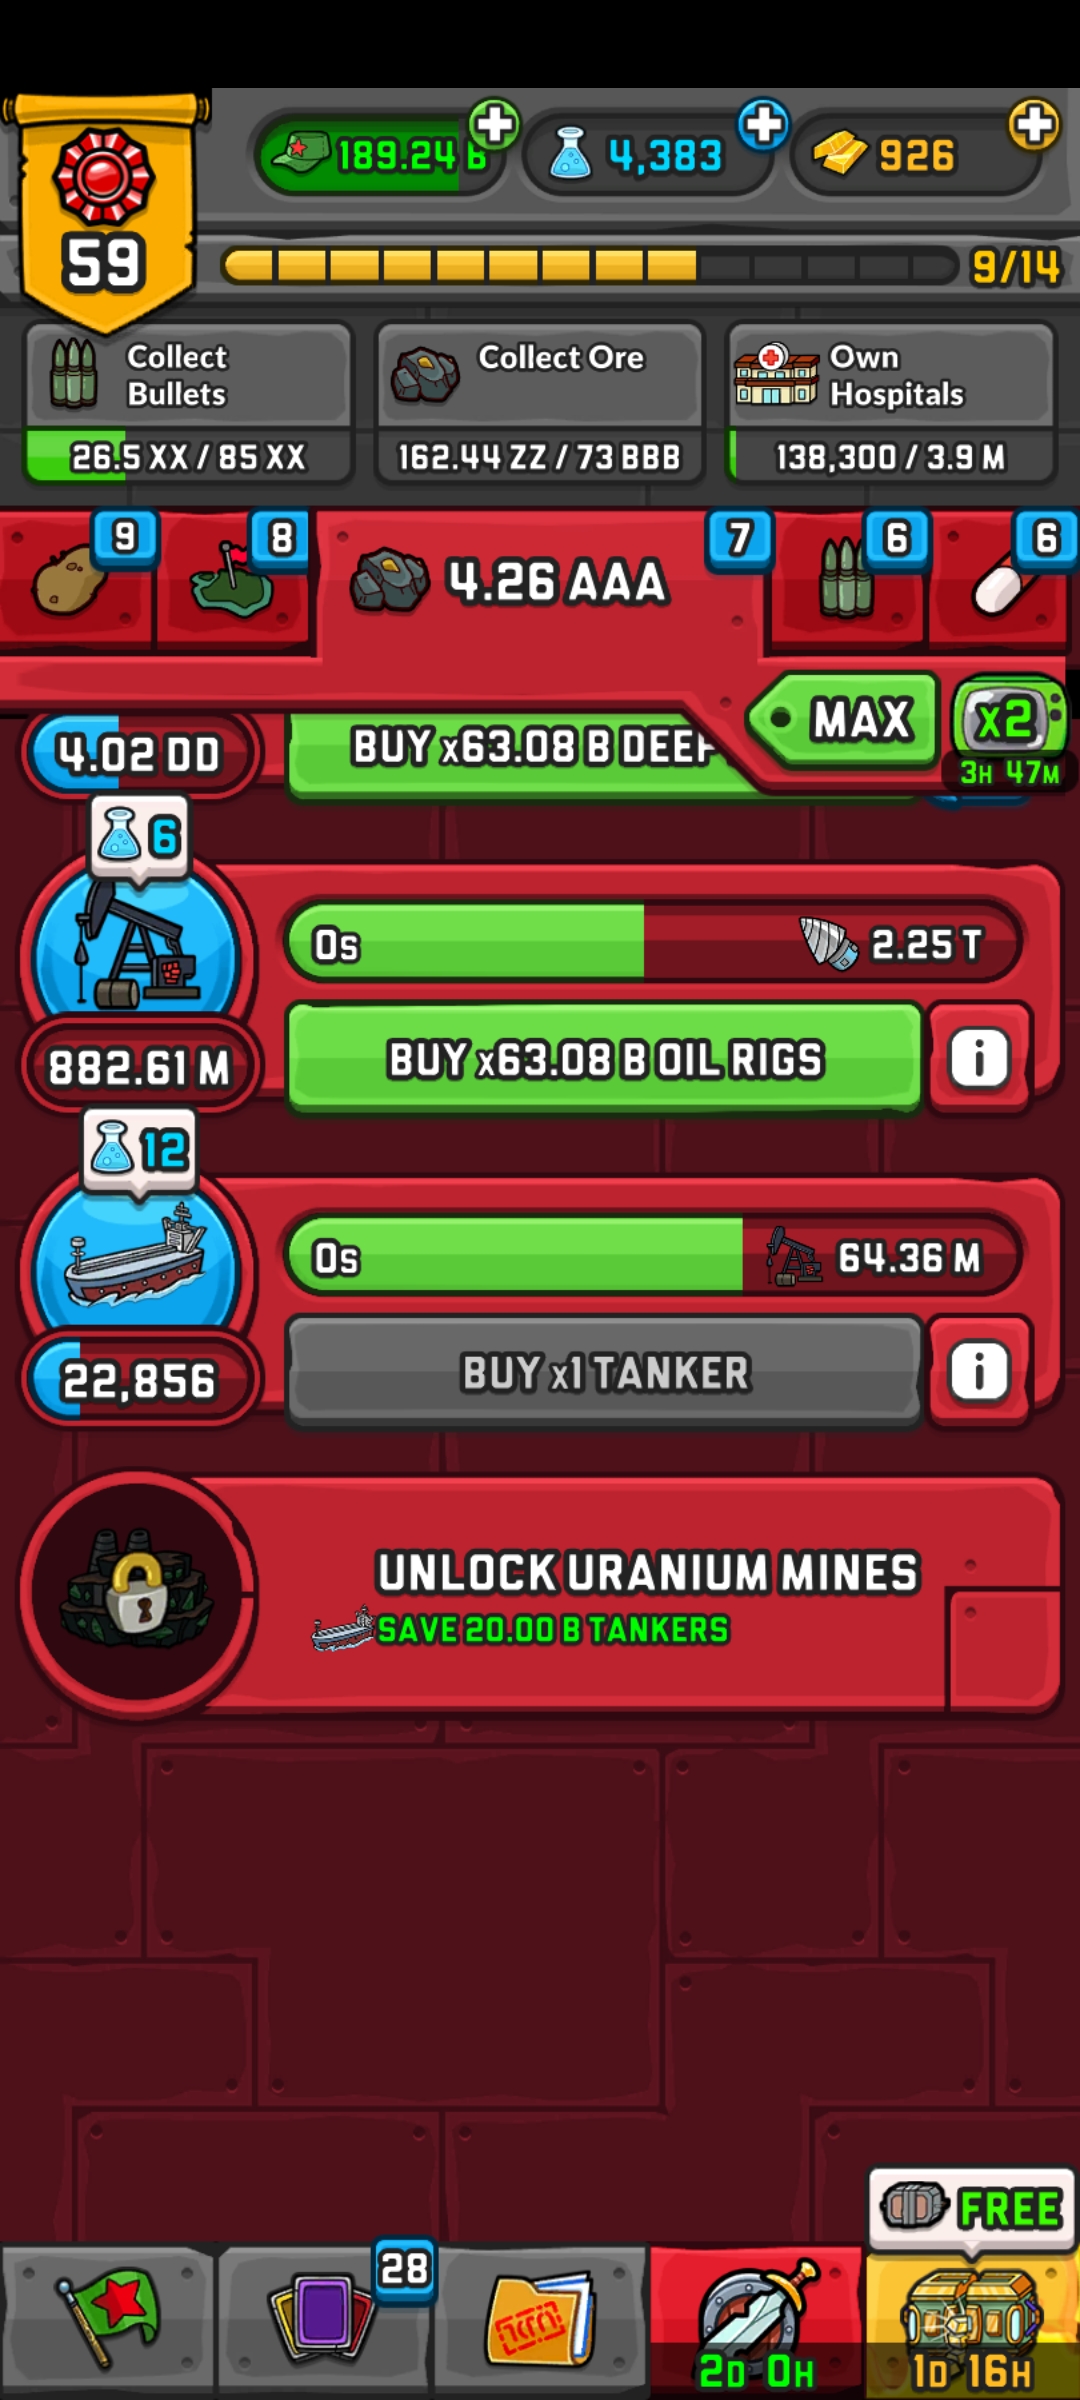 189.24 B
4,383
926
59
9/14
Collect
Bullets
26.5 XX / 85 XX
Collect Ore
162.44 ZZ / 73 BBB
Own
Hospitals
138,300 / 3.9 M
9
8
4.26 AAA
7
6
6
MAX
x2
3H 47M
4.02 DD
BUY x63.08 B DEEP
6
0s
2.25 T
882.61 M
BUY x63.08 B OIL RIGS
i
12
0s
64.36 M
22,856
BUY x1 TANKER
i
UNLOCK URANIUM MINES
SAVE 20.00 B TANKERS
FREE
28
2D 0H
1D 16H